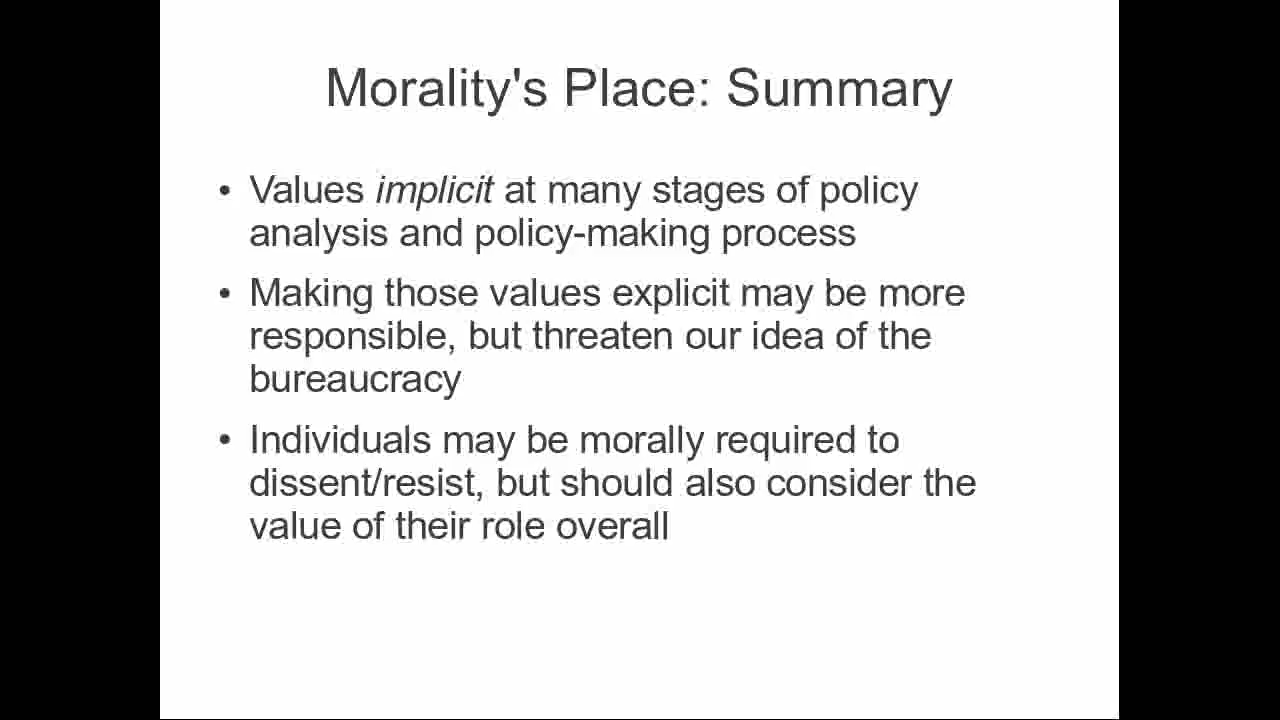 Morality's Place: Summary
• Values implicit at many stages of policy
analysis and policy-making process
• Making those values explicit may be more
responsible, but threaten our idea of the
bureaucracy
• Individuals may be morally required to
dissent/resist, but should also consider the
value of their role overall